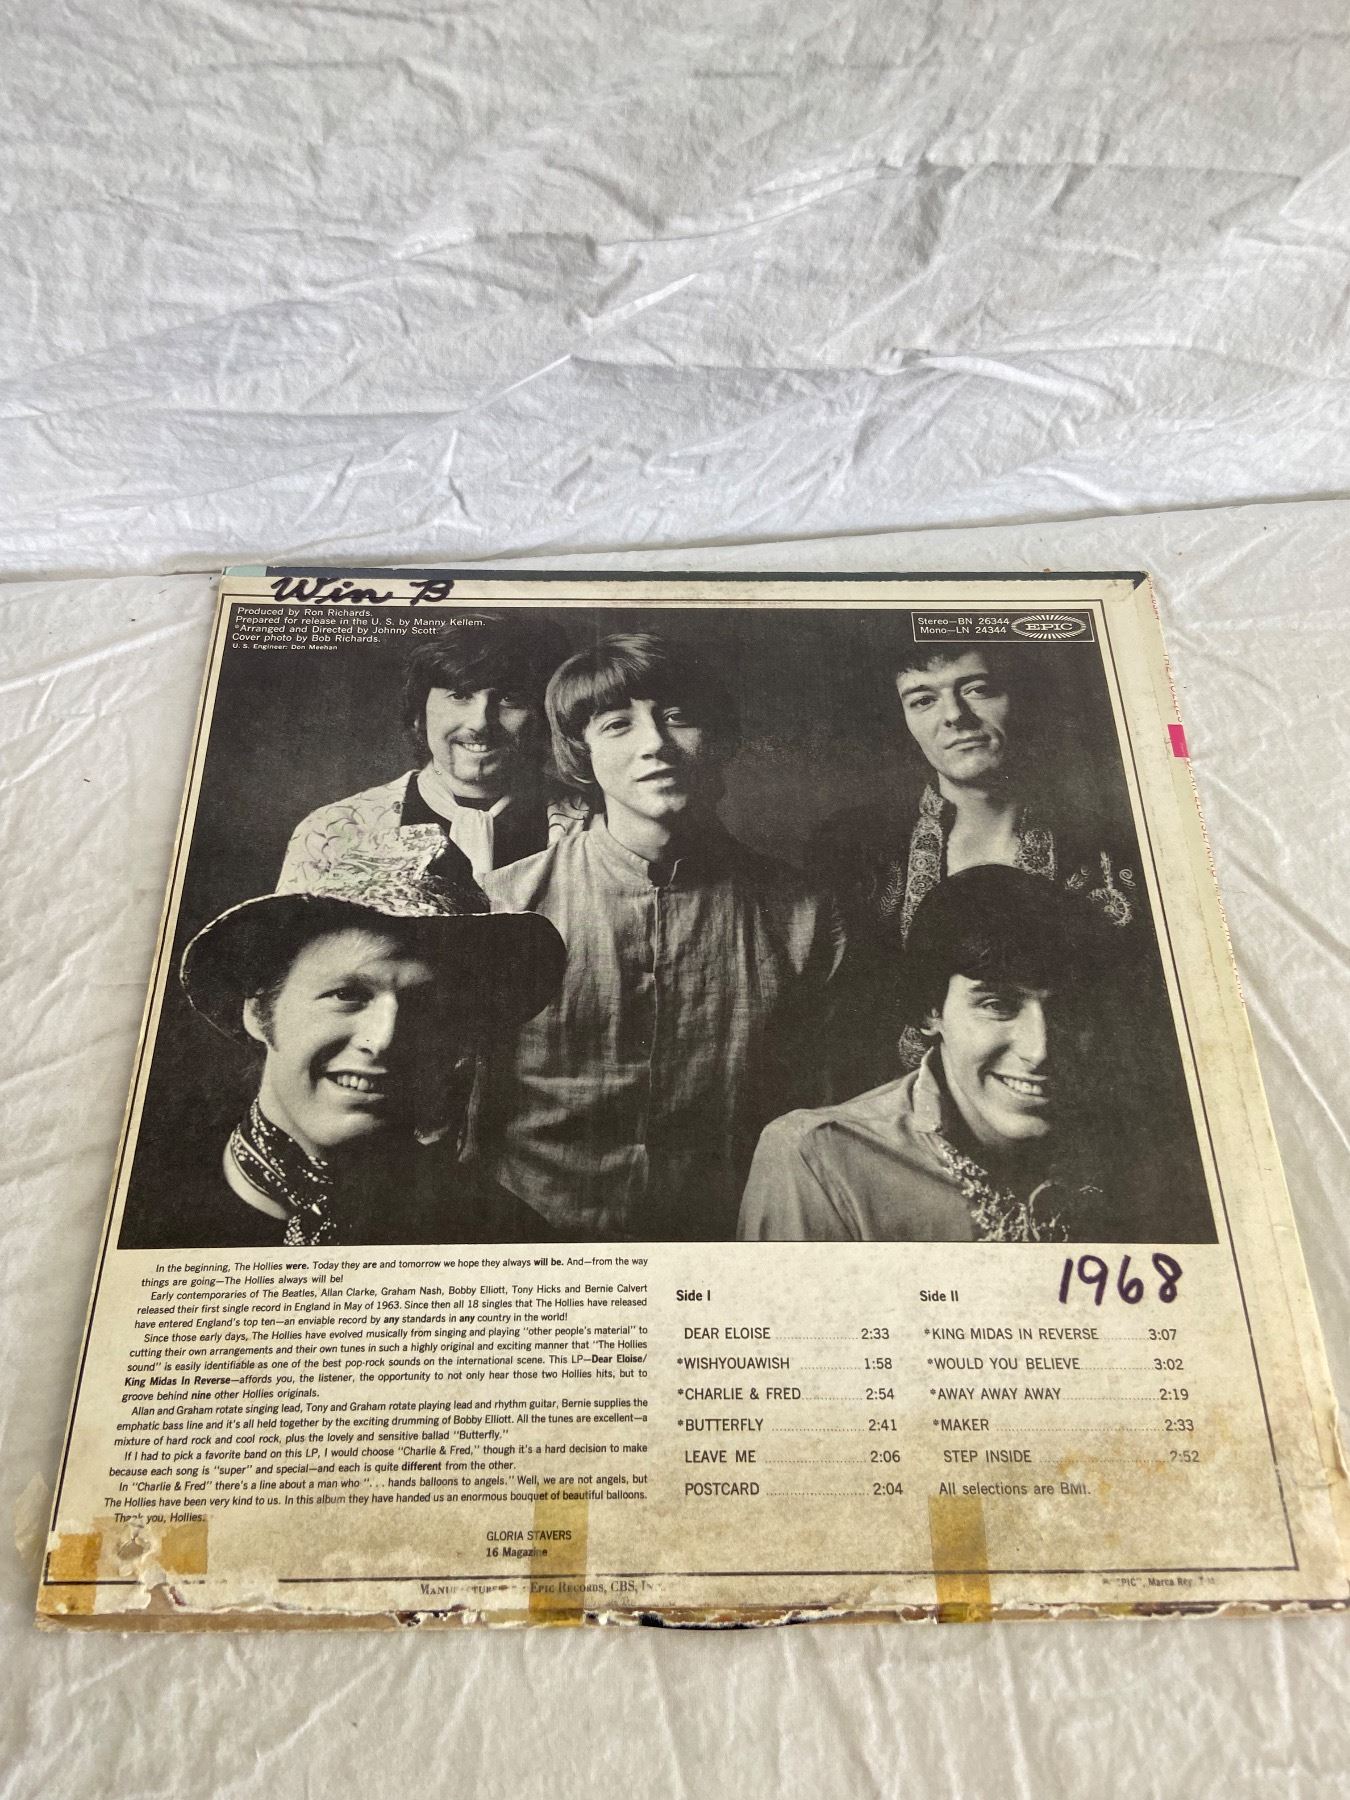 Win B
Produced by Ron Richards.
Prepared for release in the U. S. by Manny Kellem.
*Arranged and Directed by Johnny Scott.
Cover photo by Bob Richards.
U. S. Engineer: Don Meehan
Stereo—BN 26344
Mono—LN 24344
EPIC
In the beginning, The Hollies were. Today they are and tomorrow we hope they always will be. And—from the way
things are going—The Hollies always will be!
Early contemporaries of The Beatles, Allan Clarke, Graham Nash, Bobby Elliott, Tony Hicks and Bernie Calvert
released their first single record in England in May of 1963. Since then all 18 singles that The Hollies have released
have entered England's top ten—an enviable record by any standards in any country in the world!
Since those early days, The Hollies have evolved musically from singing and playing "other people's material" to
cutting their own arrangements and their own tunes in such a highly original and exciting manner that "The Hollies
sound" is easily identifiable as one of the best pop-rock sounds on the international scene. This LP—Dear Eloise/
King Midas In Reverse—affords you, the listener, the opportunity to not only hear those two Hollies hits, but to
groove behind nine other Hollies originals.
Allan and Graham rotate singing lead, Tony and Graham rotate playing lead and rhythm guitar, Bernie supplies the
emphatic bass line and it's all held together by the exciting drumming of Bobby Elliott. All the tunes are excellent—a
mixture of hard rock and cool rock, plus the lovely and sensitive ballad "Butterfly."
If I had to pick a favorite band on this LP, I would choose "Charlie & Fred," though it's a hard decision to make
because each song is "super" and special—and each is quite different from the other.
In "Charlie & Fred" there's a line about a man who ". . . hands balloons to angels." Well, we are not angels, but
The Hollies have been very kind to us. In this album they have handed us an enormous bouquet of beautiful balloons.
Thank you, Hollies.
GLORIA STAVERS
16 Magazine
1968
Side I
DEAR ELOISE 2:33
*WISHYOUAWISH 1:58
*CHARLIE & FRED 2:54
*BUTTERFLY 2:41
LEAVE ME 2:06
POSTCARD 2:04
Side II
*KING MIDAS IN REVERSE 3:07
*WOULD YOU BELIEVE 3:02
*AWAY AWAY AWAY 2:19
*MAKER 2:33
STEP INSIDE 2:52
All selections are BMI.
Epic Records, CBS,
"EPIC", Marca Reg.